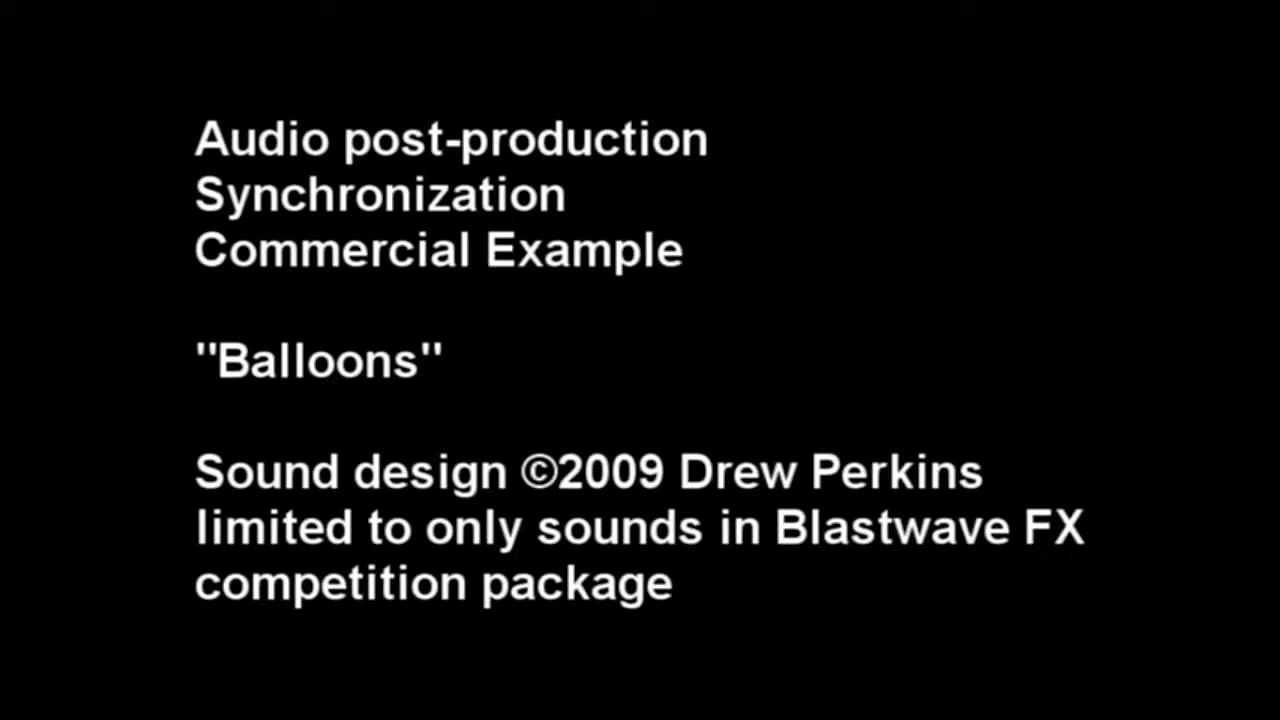 Audio post-production
Synchronization
Commercial Example
"Balloons"
Sound design ©2009 Drew Perkins
limited to only sounds in Blastwave FX
competition package